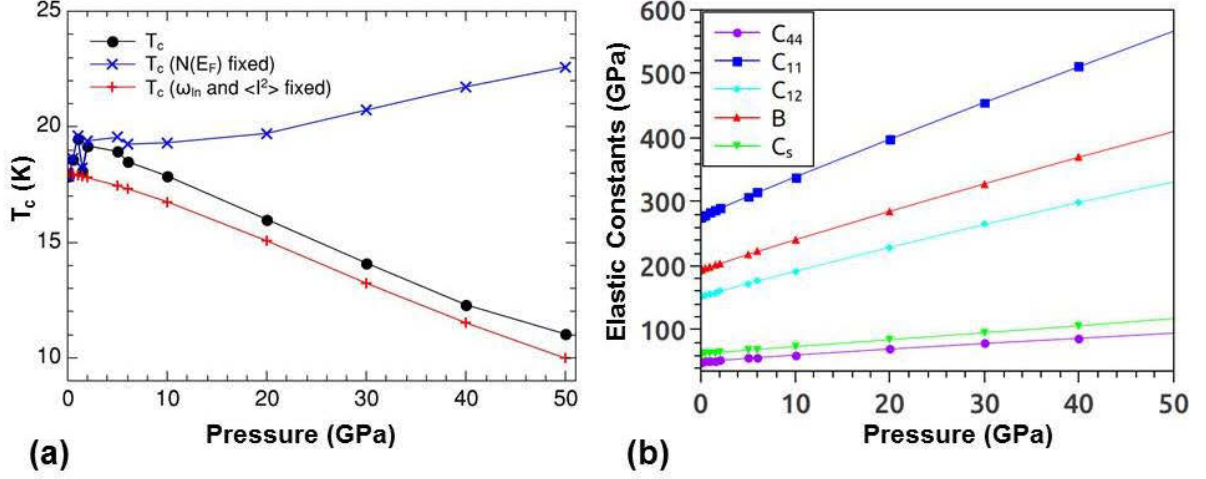 25
20
15
10
T_c (K)
T_c
T_c (N(E_F) fixed)
T_c (ω_ln and <I²> fixed)
0 10 20 30 40 50
Pressure (GPa)
(a)
600
500
400
300
200
100
Elastic Constants (GPa)
C_44
C_11
C_12
B
C_s
0 10 20 30 40 50
Pressure (GPa)
(b)